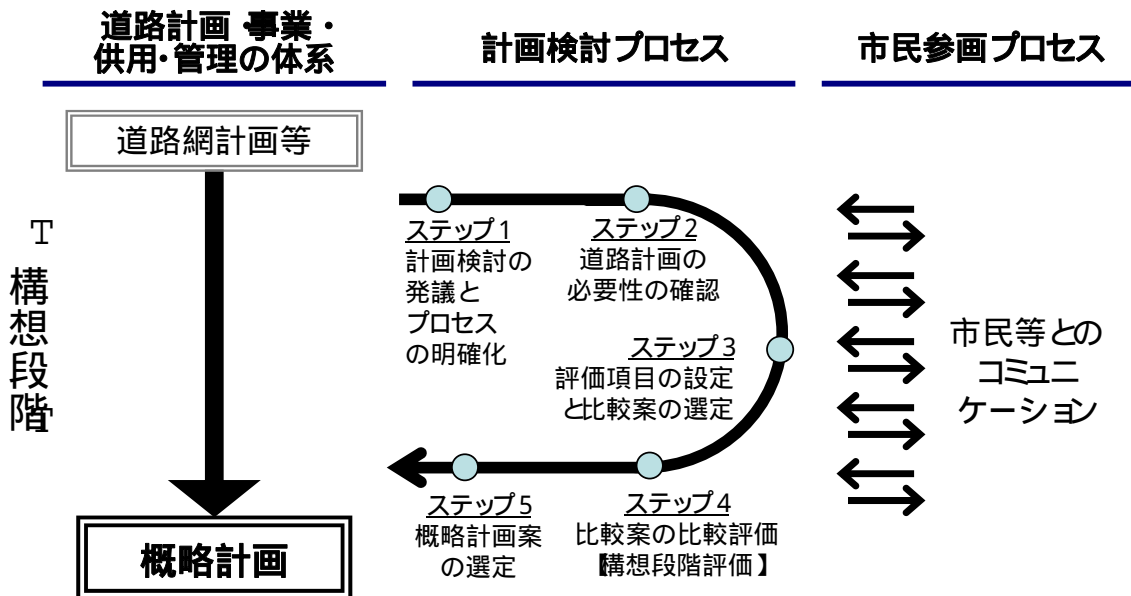 道路計画・事業・
供用・管理の体系
計画検討プロセス
市民参画プロセス
道路網計画等
T
構想段階
T
ステップ1
計画検討の
発議と
プロセス
の明確化
ステップ2
道路計画の
必要性の確認
ステップ3
評価項目の設定
と比較案の選定
ステップ4
比較案の比較評価
【構想段階評価】
ステップ5
概略計画案
の選定
市民等との
コミュニ
ケーション
概略計画